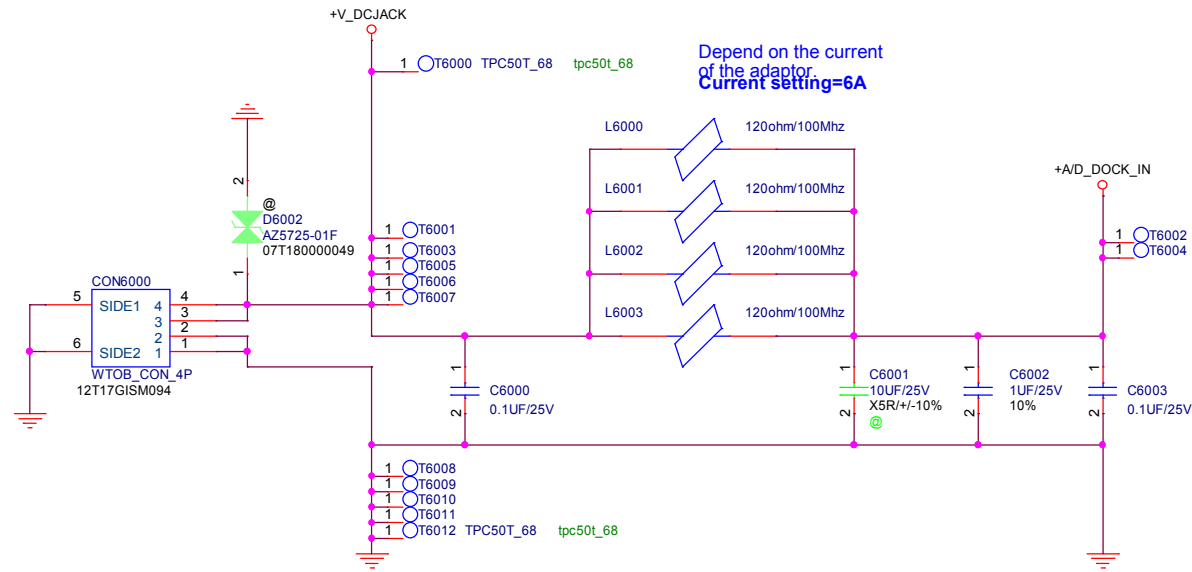 +V_DCJACK
1 T6000 TPC50T_68 tpc50t_68
Depend on the current
of the adaptor.
Current setting=6A
L6000 120ohm/100Mhz
L6001 120ohm/100Mhz
L6002 120ohm/100Mhz
L6003 120ohm/100Mhz
+A/D_DOCK_IN
1 T6002
1 T6004
2
@
D6002
AZ5725-01F
07T180000049
1
1 T6001
1 T6003
1 T6005
1 T6006
1 T6007
CON6000
5 SIDE1 4 4
3 3
2 2
6 SIDE2 1 1
WTOB_CON_4P
12T17GISM094
1
C6000
0.1UF/25V
2
1
C6001
10UF/25V
X5R/+/-10%
2
@
1
C6002
1UF/25V
10%
2
1
C6003
0.1UF/25V
2
1 T6008
1 T6009
1 T6010
1 T6011
1 T6012 TPC50T_68 tpc50t_68